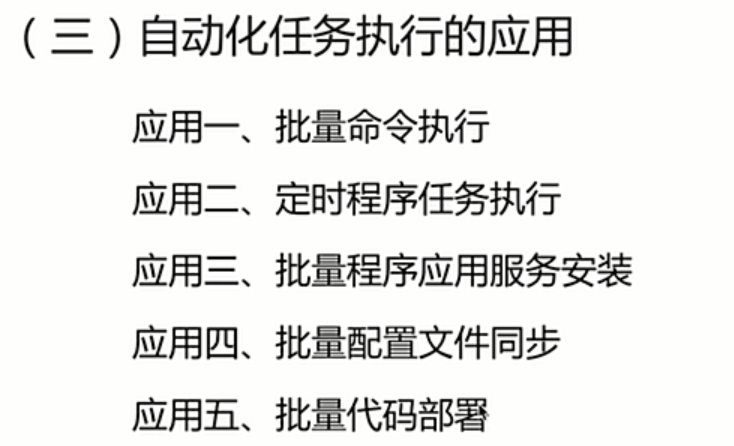 （三）自动化任务执行的应用
应用一、批量命令执行
应用二、定时程序任务执行
应用三、批量程序应用服务安装
应用四、批量配置文件同步
应用五、批量代码部署